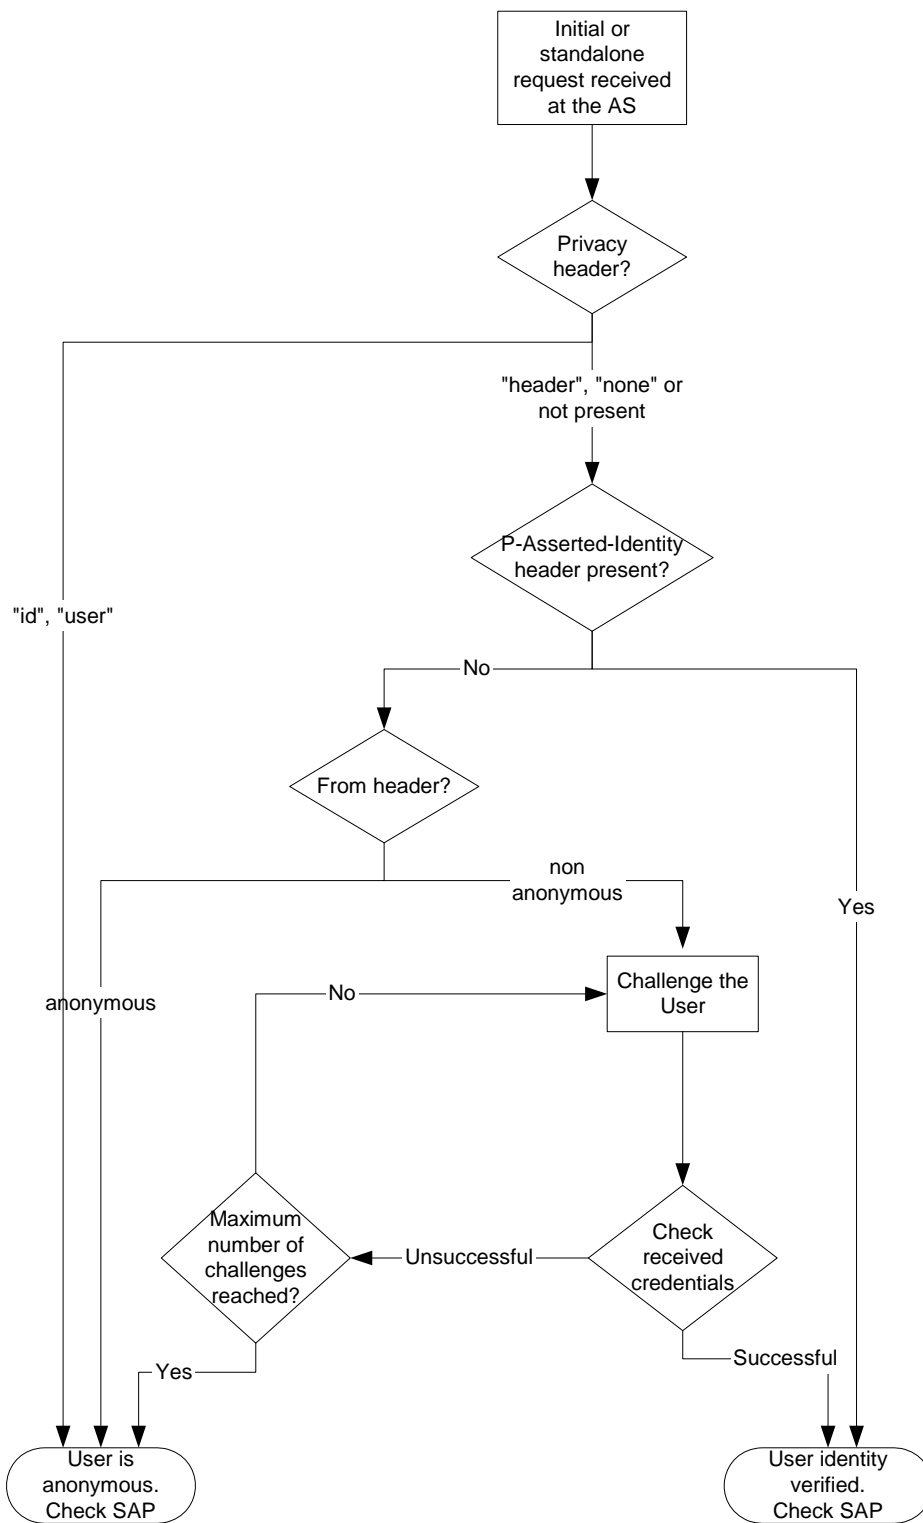 Initial or
standalone
request received
at the AS
Privacy
header?
"header", "none" or
not present
P-Asserted-Identity
header present?
"id", "user"
No
From header?
non
anonymous
Yes
anonymous
No
Challenge the
User
Maximum
number of
challenges
reached?
Unsuccessful
Check
received
credentials
Yes
Successful
User is
anonymous.
Check SAP
User identity
verified.
Check SAP